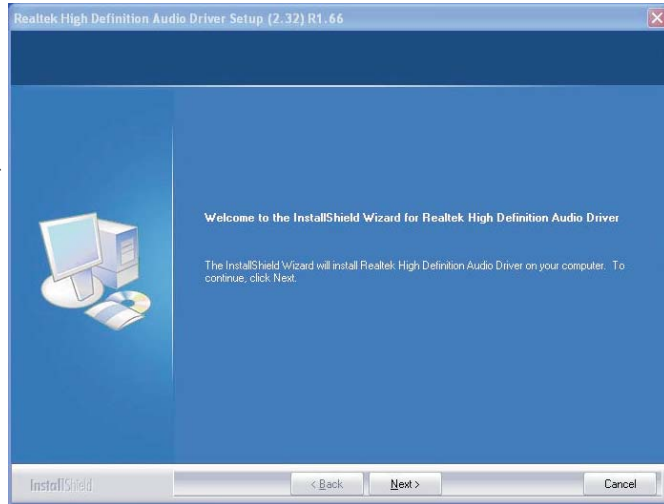 Realtek High Definition Audio Driver Setup (2.32) R1.66
Welcome to the InstallShield Wizard for Realtek High Definition Audio Driver
The InstallShield Wizard will install Realtek High Definition Audio Driver on your computer. To
continue, click Next.
InstallShield
< Back Next > Cancel